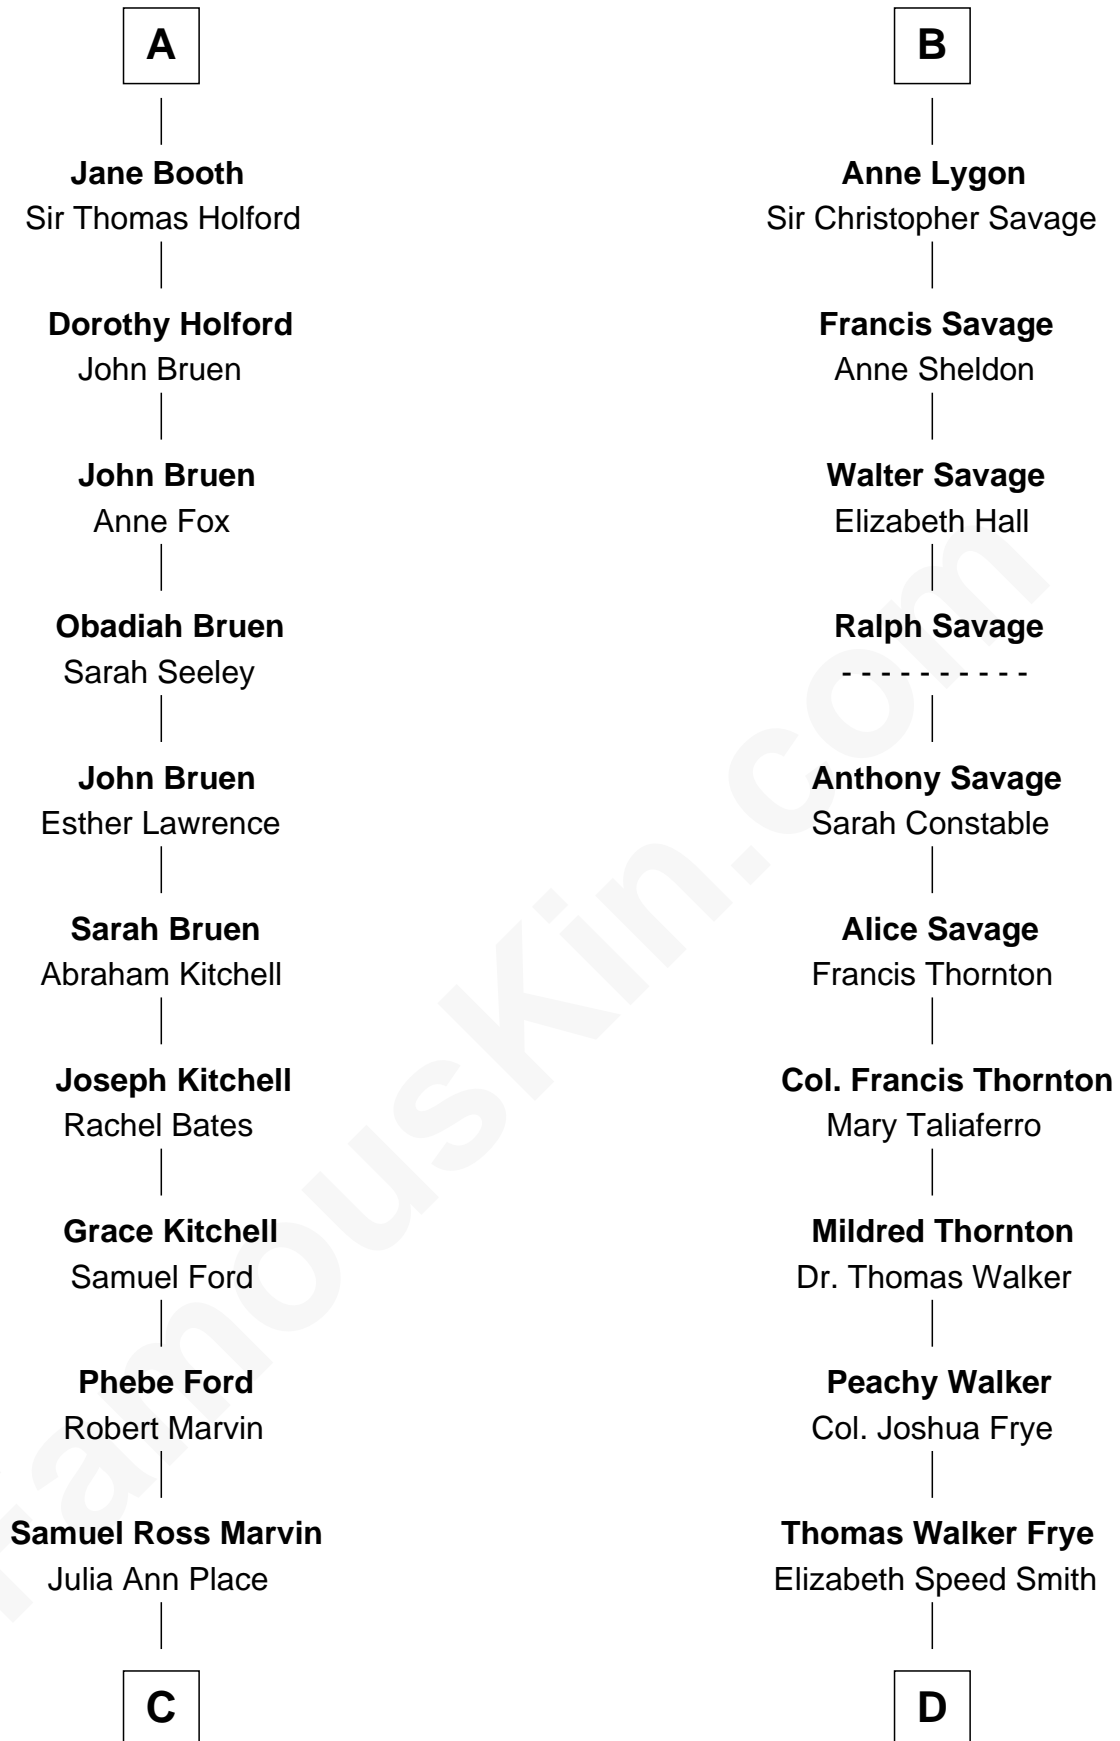 A
Jane Booth
Sir Thomas Holford
Dorothy Holford
John Bruen
John Bruen
Anne Fox
Obadiah Bruen
Sarah Seeley
John Bruen
Esther Lawrence
Sarah Bruen
Abraham Kitchell
Joseph Kitchell
Rachel Bates
Grace Kitchell
Samuel Ford
Phebe Ford
Robert Marvin
Samuel Ross Marvin
Julia Ann Place
C
B
Anne Lygon
Sir Christopher Savage
Francis Savage
Anne Sheldon
Walter Savage
Elizabeth Hall
Ralph Savage
- - - - - - - - - -
Anthony Savage
Sarah Constable
Alice Savage
Francis Thornton
Col. Francis Thornton
Mary Taliaferro
Mildred Thornton
Dr. Thomas Walker
Peachy Walker
Col. Joshua Frye
Thomas Walker Frye
Elizabeth Speed Smith
D
FamousKin.com